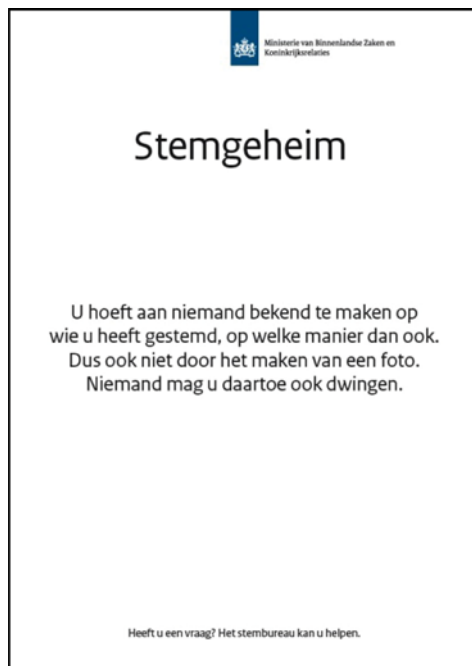 Ministerie van Binnenlandse Zaken en
Koninkrijksrelaties
Stemgeheim
U hoeft aan niemand bekend te maken op
wie u heeft gestemd, op welke manier dan ook.
Dus ook niet door het maken van een foto.
Niemand mag u daartoe ook dwingen.
Heeft u een vraag? Het stembureau kan u helpen.